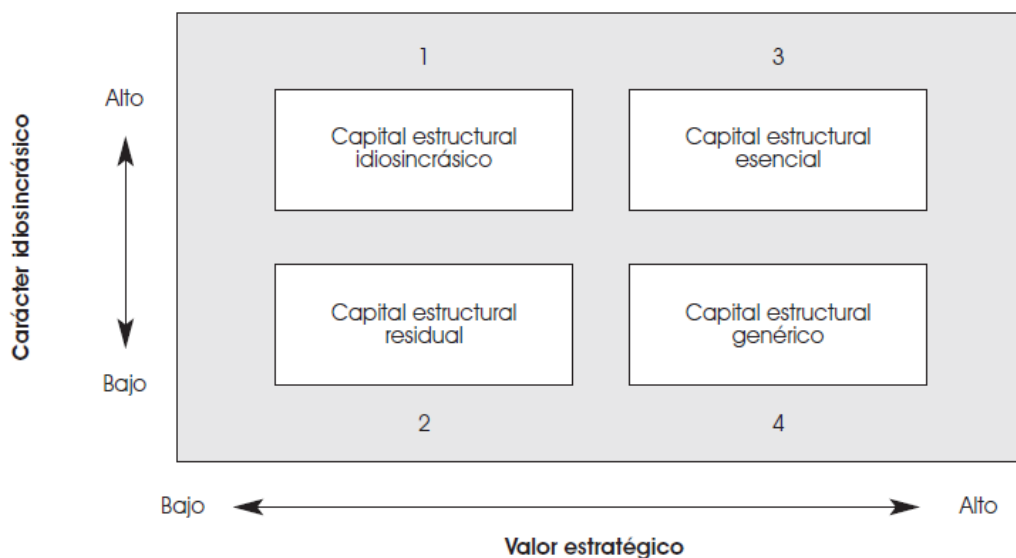 1
3
Alto
Capital estructural
idiosincrásico
Capital estructural
esencial
Carácter idiosincrásico
Capital estructural
residual
Capital estructural
genérico
Bajo
2
4
Bajo
Alto
Valor estratégico